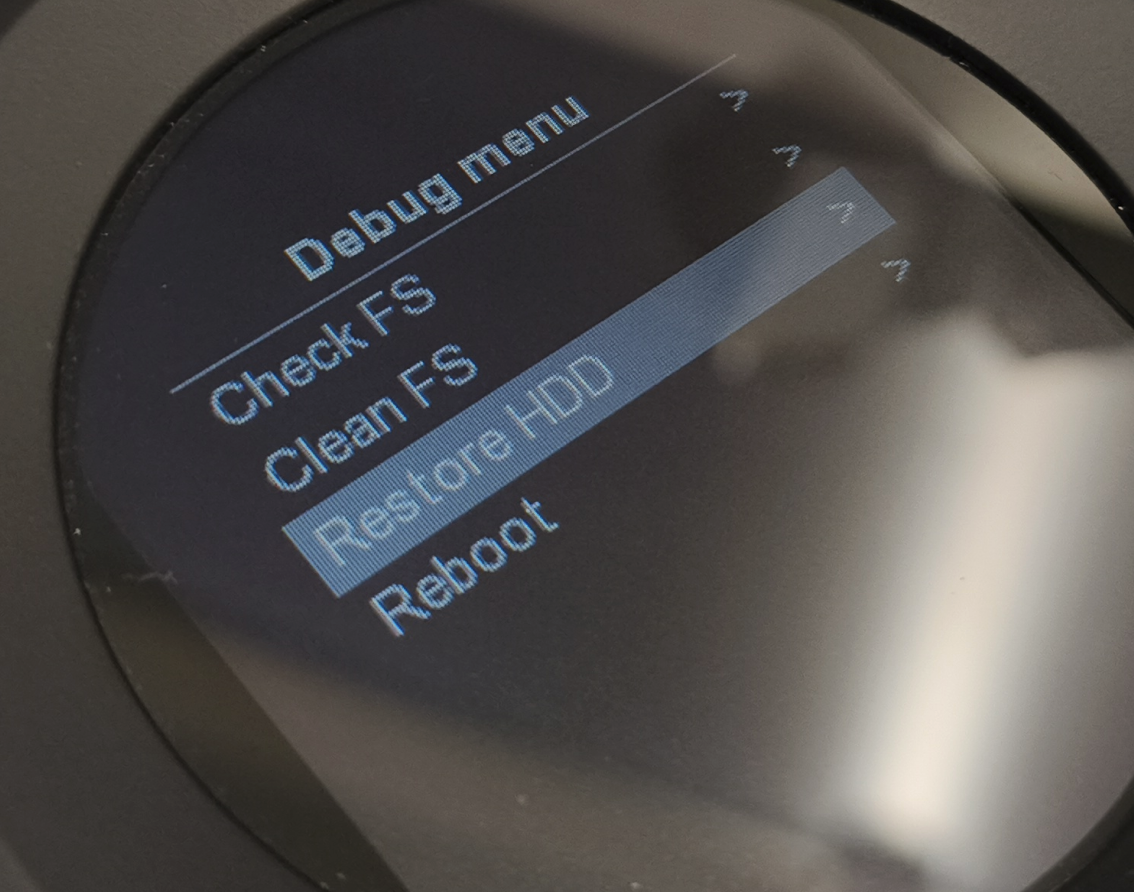 Debug menu
Check FS >
Clean FS >
Restore HDD >
Reboot >